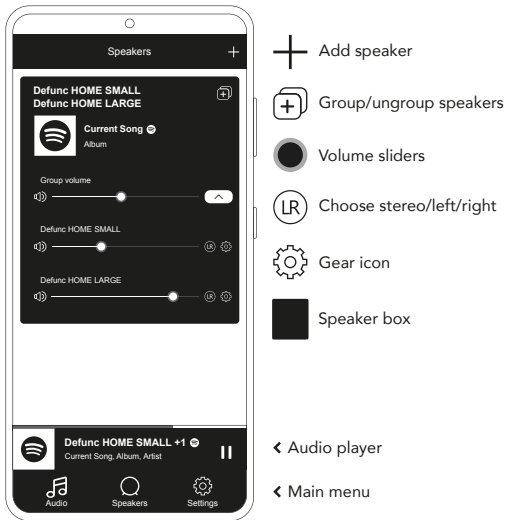 Speakers +
Defunc HOME SMALL
Defunc HOME LARGE
Current Song
Album
Group volume
Defunc HOME SMALL
LR
Defunc HOME LARGE
LR
Defunc HOME SMALL +1
Current Song, Album, Artist
Audio Speakers Settings
Add speaker
Group/ungroup speakers
Volume sliders
LR Choose stereo/left/right
Gear icon
Speaker box
Audio player
Main menu